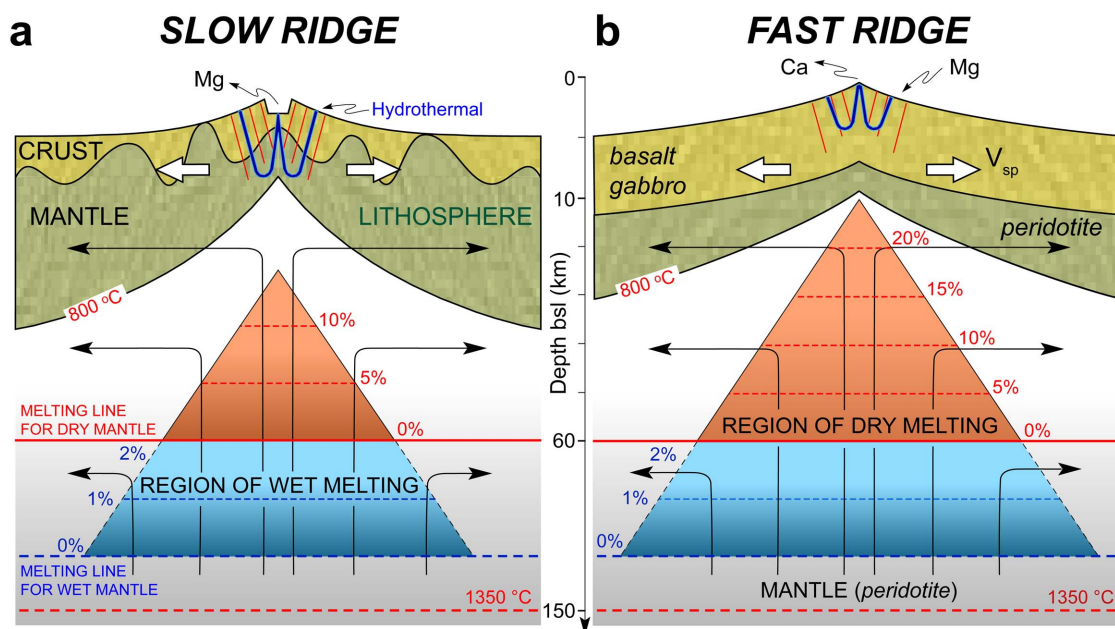 a
SLOW RIDGE
Mg
Hydrothermal
CRUST
MANTLE
LITHOSPHERE
800 °C
10%
5%
MELTING LINE
FOR DRY MANTLE
0%
2%
REGION OF WET MELTING
1%
0%
MELTING LINE
FOR WET MANTLE
1350 °C
0
10
Depth bsl (km)
60
150
b
FAST RIDGE
Ca
Mg
basalt
gabbro
Vsp
peridotite
800 °C
20%
15%
10%
5%
REGION OF DRY MELTING
0%
2%
1%
0%
MANTLE (peridotite)
1350 °C